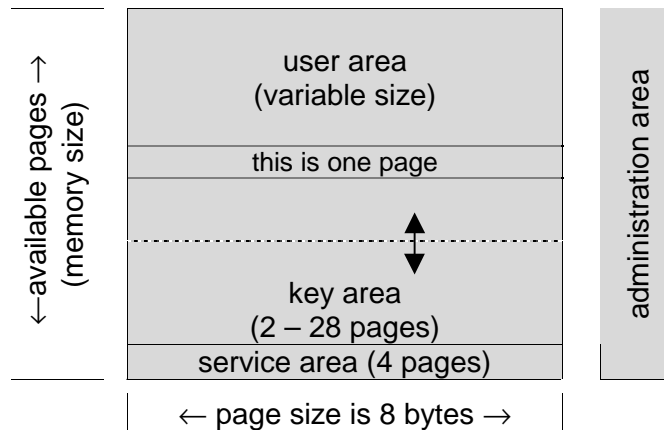 ←available pages →
(memory size)
user area
(variable size)
this is one page
key area
(2 – 28 pages)
service area (4 pages)
← page size is 8 bytes →
administration area